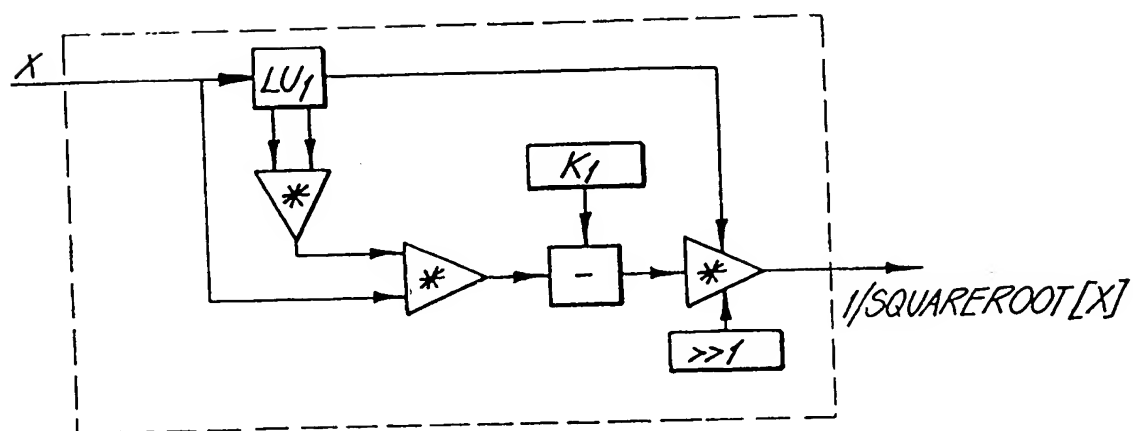 X
LU1
*
K1
*
-
*
1/SQUAREROOT[X]
>>1